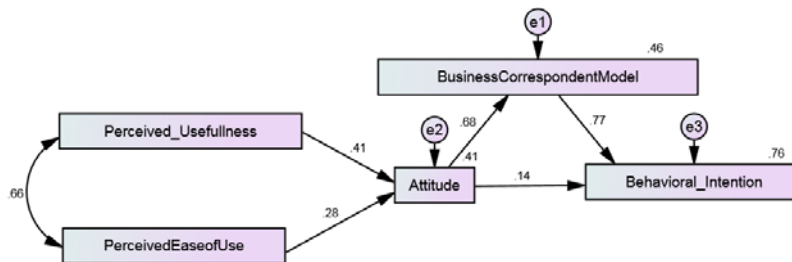 e1
.46
BusinessCorrespondentModel
Perceived_Usefullness
e2
.68
.77
e3
.41
.41
.76
Attitude
.14
Behavioral_Intention
.66
.28
PerceivedEaseofUse